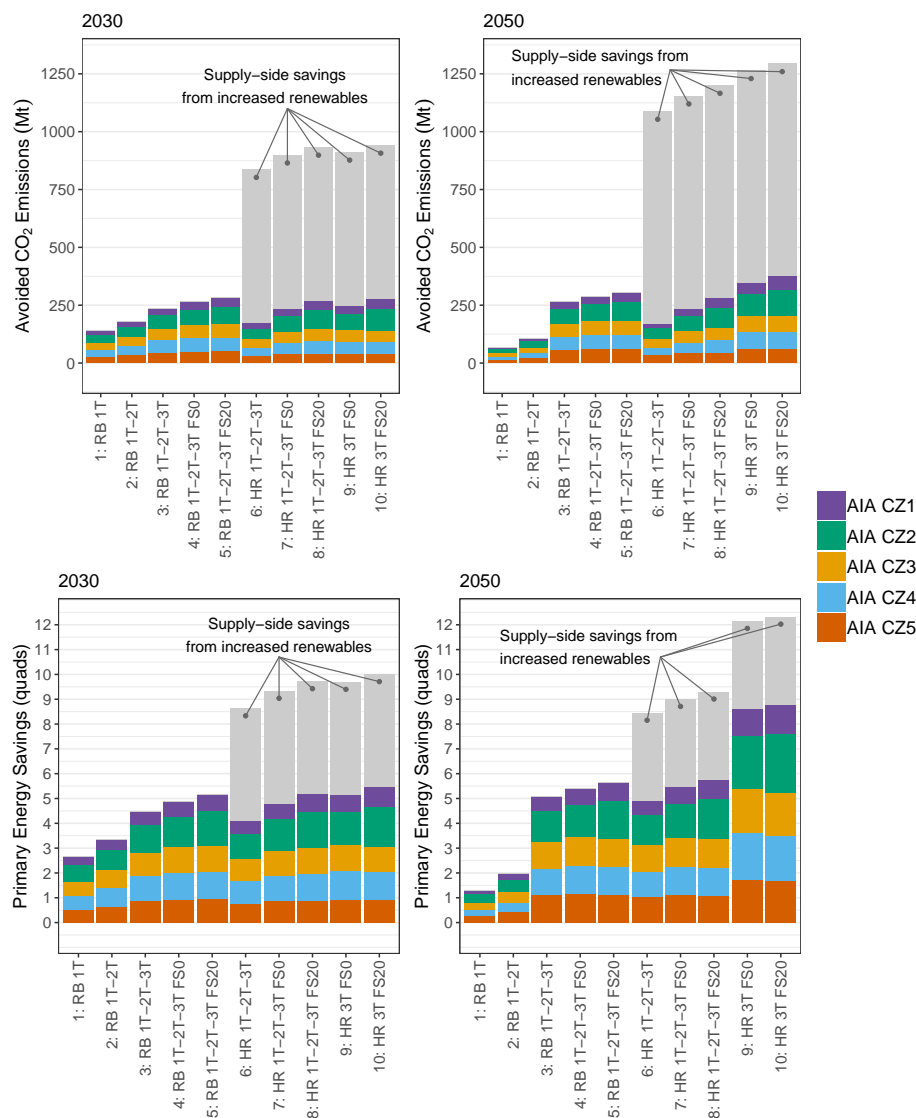 2030
Avoided CO₂ Emissions (Mt)
1250
1000
750
500
250
0
Supply−side savings
from increased renewables
1: RB 1T
2: RB 1T−2T
3: RB 1T−2T−3T
4: RB 1T−2T−3T FS0
5: RB 1T−2T−3T FS20
6: HR 1T−2T−3T
7: HR 1T−2T−3T FS0
8: HR 1T−2T−3T FS20
9: HR 3T FS0
10: HR 3T FS20
2050
Avoided CO₂ Emissions (Mt)
1250
1000
750
500
250
0
Supply−side savings from
increased renewables
1: RB 1T
2: RB 1T−2T
3: RB 1T−2T−3T
4: RB 1T−2T−3T FS0
5: RB 1T−2T−3T FS20
6: HR 1T−2T−3T
7: HR 1T−2T−3T FS0
8: HR 1T−2T−3T FS20
9: HR 3T FS0
10: HR 3T FS20
AIA CZ1
AIA CZ2
AIA CZ3
AIA CZ4
AIA CZ5
2030
Primary Energy Savings (quads)
12
11
10
9
8
7
6
5
4
3
2
1
0
Supply−side savings
from increased renewables
1: RB 1T
2: RB 1T−2T
3: RB 1T−2T−3T
4: RB 1T−2T−3T FS0
5: RB 1T−2T−3T FS20
6: HR 1T−2T−3T
7: HR 1T−2T−3T FS0
8: HR 1T−2T−3T FS20
9: HR 3T FS0
10: HR 3T FS20
2050
Primary Energy Savings (quads)
12
11
10
9
8
7
6
5
4
3
2
1
0
Supply−side savings from
increased renewables
1: RB 1T
2: RB 1T−2T
3: RB 1T−2T−3T
4: RB 1T−2T−3T FS0
5: RB 1T−2T−3T FS20
6: HR 1T−2T−3T
7: HR 1T−2T−3T FS0
8: HR 1T−2T−3T FS20
9: HR 3T FS0
10: HR 3T FS20